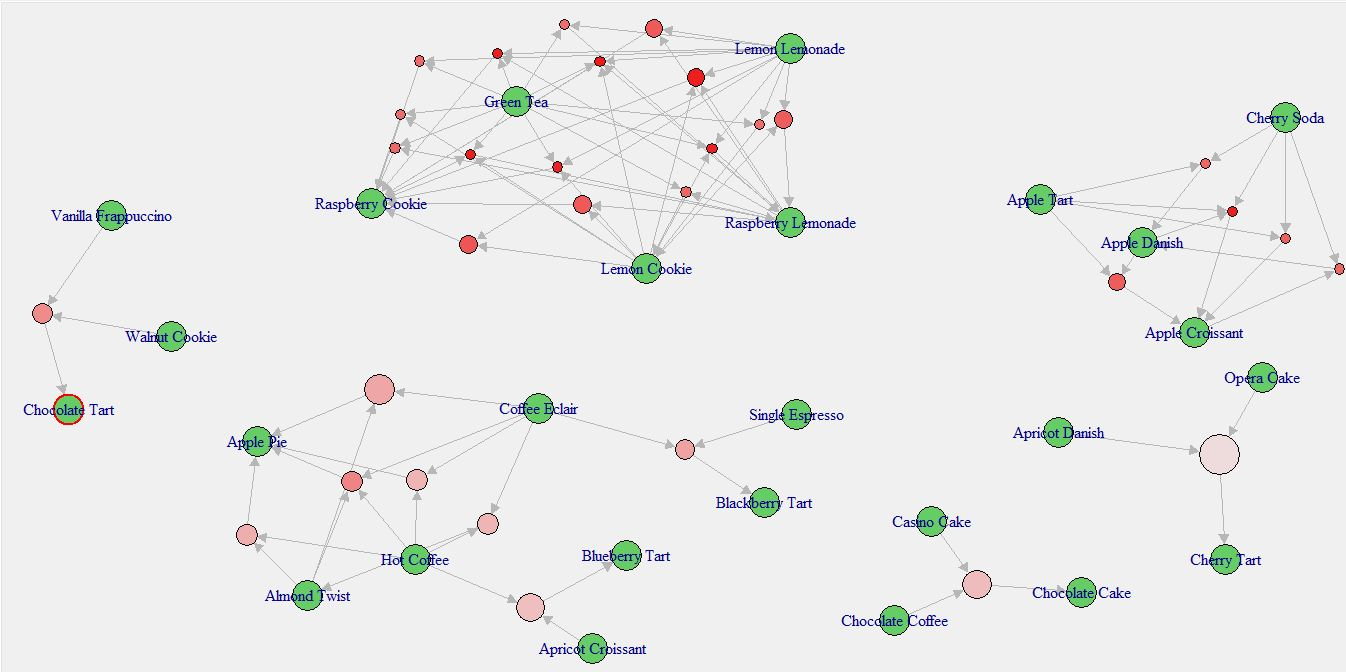 Lemon Lemonade
Green Tea
Cherry Soda
Raspberry Cookie
Apple Tart
Vanilla Frappuccino
Raspberry Lemonade
Apple Danish
Lemon Cookie
Walnut Cookie
Apple Croissant
Opera Cake
Chocolate Tart
Coffee Eclair
Single Espresso
Apple Pie
Apricot Danish
Blackberry Tart
Casino Cake
Hot Coffee
Blueberry Tart
Cherry Tart
Almond Twist
Chocolate Cake
Chocolate Coffee
Apricot Croissant